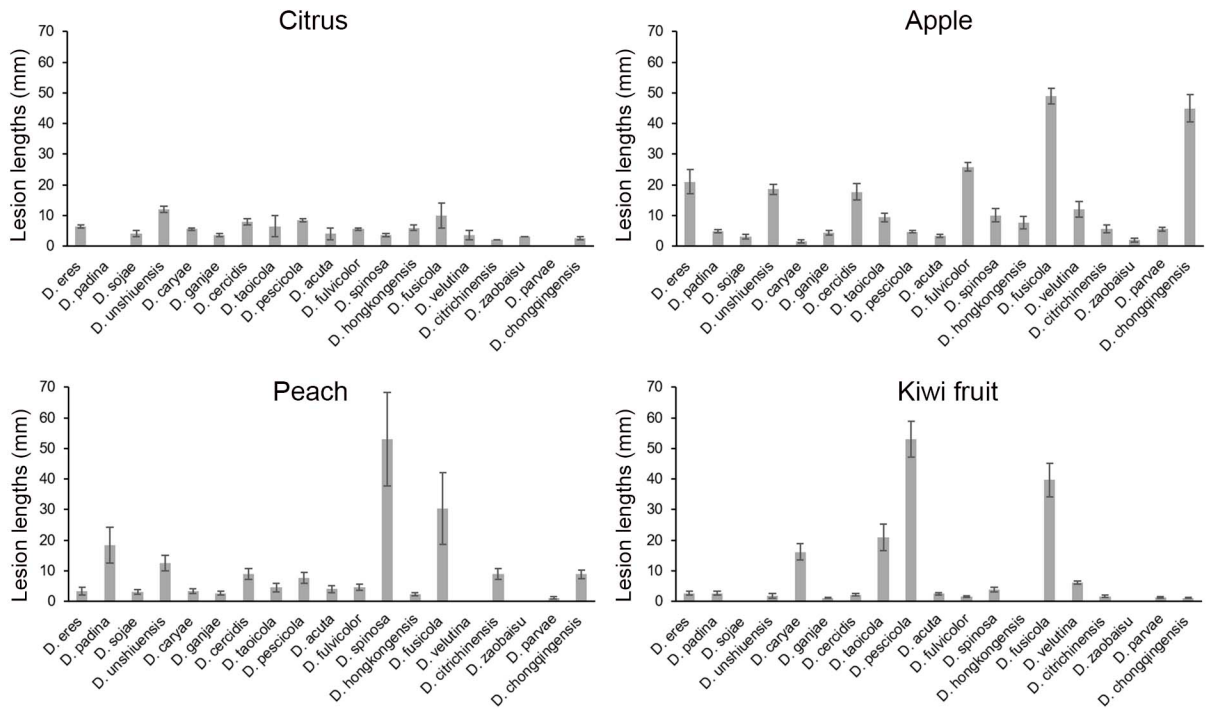 Citrus
Lesion lengths (mm)
70
60
50
40
30
20
10
0
D. eres
D. padina
D. sojae
D. unshiuensis
D. caryae
D. ganjae
D. cercidis
D. taoicola
D. pescicola
D. acuta
D. fulvicolor
D. spinosa
D. hongkongensis
D. fusicola
D. velutina
D. citrichinensis
D. zaobaisu
D. parvae
D. chongqingensis
Apple
Lesion lengths (mm)
70
60
50
40
30
20
10
0
D. eres
D. padina
D. sojae
D. unshiuensis
D. caryae
D. ganjae
D. cercidis
D. taoicola
D. pescicola
D. acuta
D. fulvicolor
D. spinosa
D. hongkongensis
D. fusicola
D. velutina
D. citrichinensis
D. zaobaisu
D. parvae
D. chongqingensis
Peach
Lesion lengths (mm)
70
60
50
40
30
20
10
0
D. eres
D. padina
D. sojae
D. unshiuensis
D. caryae
D. ganjae
D. cercidis
D. taoicola
D. pescicola
D. acuta
D. fulvicolor
D. spinosa
D. hongkongensis
D. fusicola
D. velutina
D. citrichinensis
D. zaobaisu
D. parvae
D. chongqingensis
Kiwi fruit
Lesion lengths (mm)
70
60
50
40
30
20
10
0
D. eres
D. padina
D. sojae
D. unshiuensis
D. caryae
D. ganjae
D. cercidis
D. taoicola
D. pescicola
D. acuta
D. fulvicolor
D. spinosa
D. hongkongensis
D. fusicola
D. velutina
D. citrichinensis
D. zaobaisu
D. parvae
D. chongqingensis